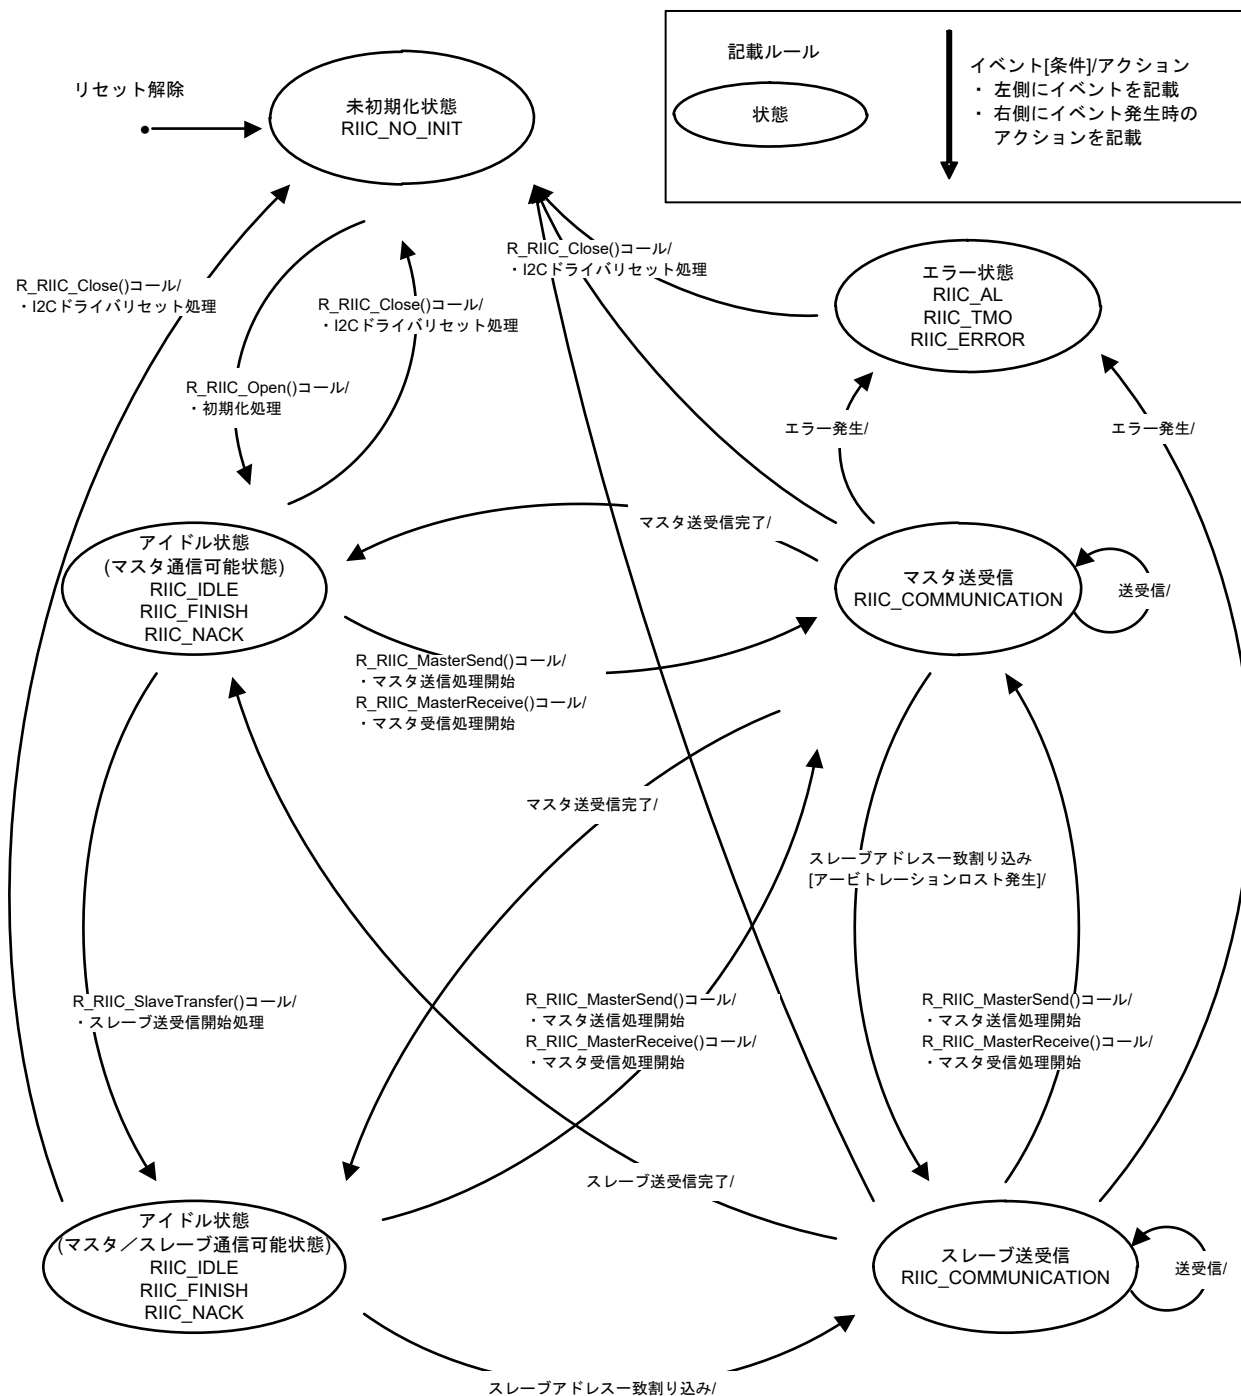 記載ルール
状態
イベント[条件]/アクション
・ 左側にイベントを記載
・ 右側にイベント発生時の
アクションを記載
リセット解除
未初期化状態
RIIC_NO_INIT
R_RIIC_Close()コール/
・I2Cドライバリセット処理
R_RIIC_Close()コール/
・I2Cドライバリセット処理
R_RIIC_Close()コール/
・I2Cドライバリセット処理
エラー状態
RIIC_AL
RIIC_TMO
RIIC_ERROR
R_RIIC_Open()コール/
・初期化処理
エラー発生/
エラー発生/
マスタ送受信完了/
アイドル状態
(マスタ通信可能状態)
RIIC_IDLE
RIIC_FINISH
RIIC_NACK
マスタ送受信
RIIC_COMMUNICATION
送受信/
R_RIIC_MasterSend()コール/
・マスタ送信処理開始
R_RIIC_MasterReceive()コール/
・マスタ受信処理開始
マスタ送受信完了/
スレーブアドレス一致割り込み
[アービトレーションロスト発生]/
R_RIIC_SlaveTransfer()コール/
・スレーブ送受信開始処理
R_RIIC_MasterSend()コール/
・マスタ送信処理開始
R_RIIC_MasterReceive()コール/
・マスタ受信処理開始
R_RIIC_MasterSend()コール/
・マスタ送信処理開始
R_RIIC_MasterReceive()コール/
・マスタ受信処理開始
スレーブ送受信完了/
アイドル状態
(マスタ／スレーブ通信可能状態)
RIIC_IDLE
RIIC_FINISH
RIIC_NACK
スレーブ送受信
RIIC_COMMUNICATION
送受信/
スレーブアドレス一致割り込み/